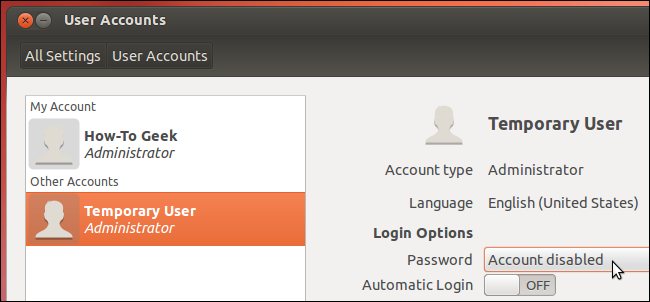 User Accounts
All Settings User Accounts
My Account
How-To Geek
Administrator
Other Accounts
Temporary User
Administrator
Temporary User
Account type Administrator
Language English (United States)
Login Options
Password Account disabled
Automatic Login OFF